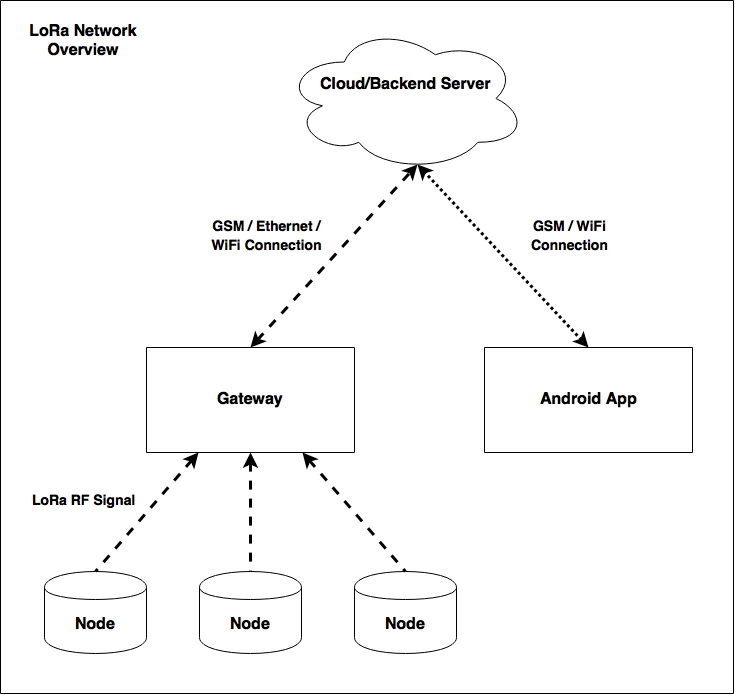 LoRa Network
Overview
Cloud/Backend Server
GSM / Ethernet /
WiFi Connection
GSM / WiFi
Connection
Gateway
Android App
LoRa RF Signal
Node
Node
Node